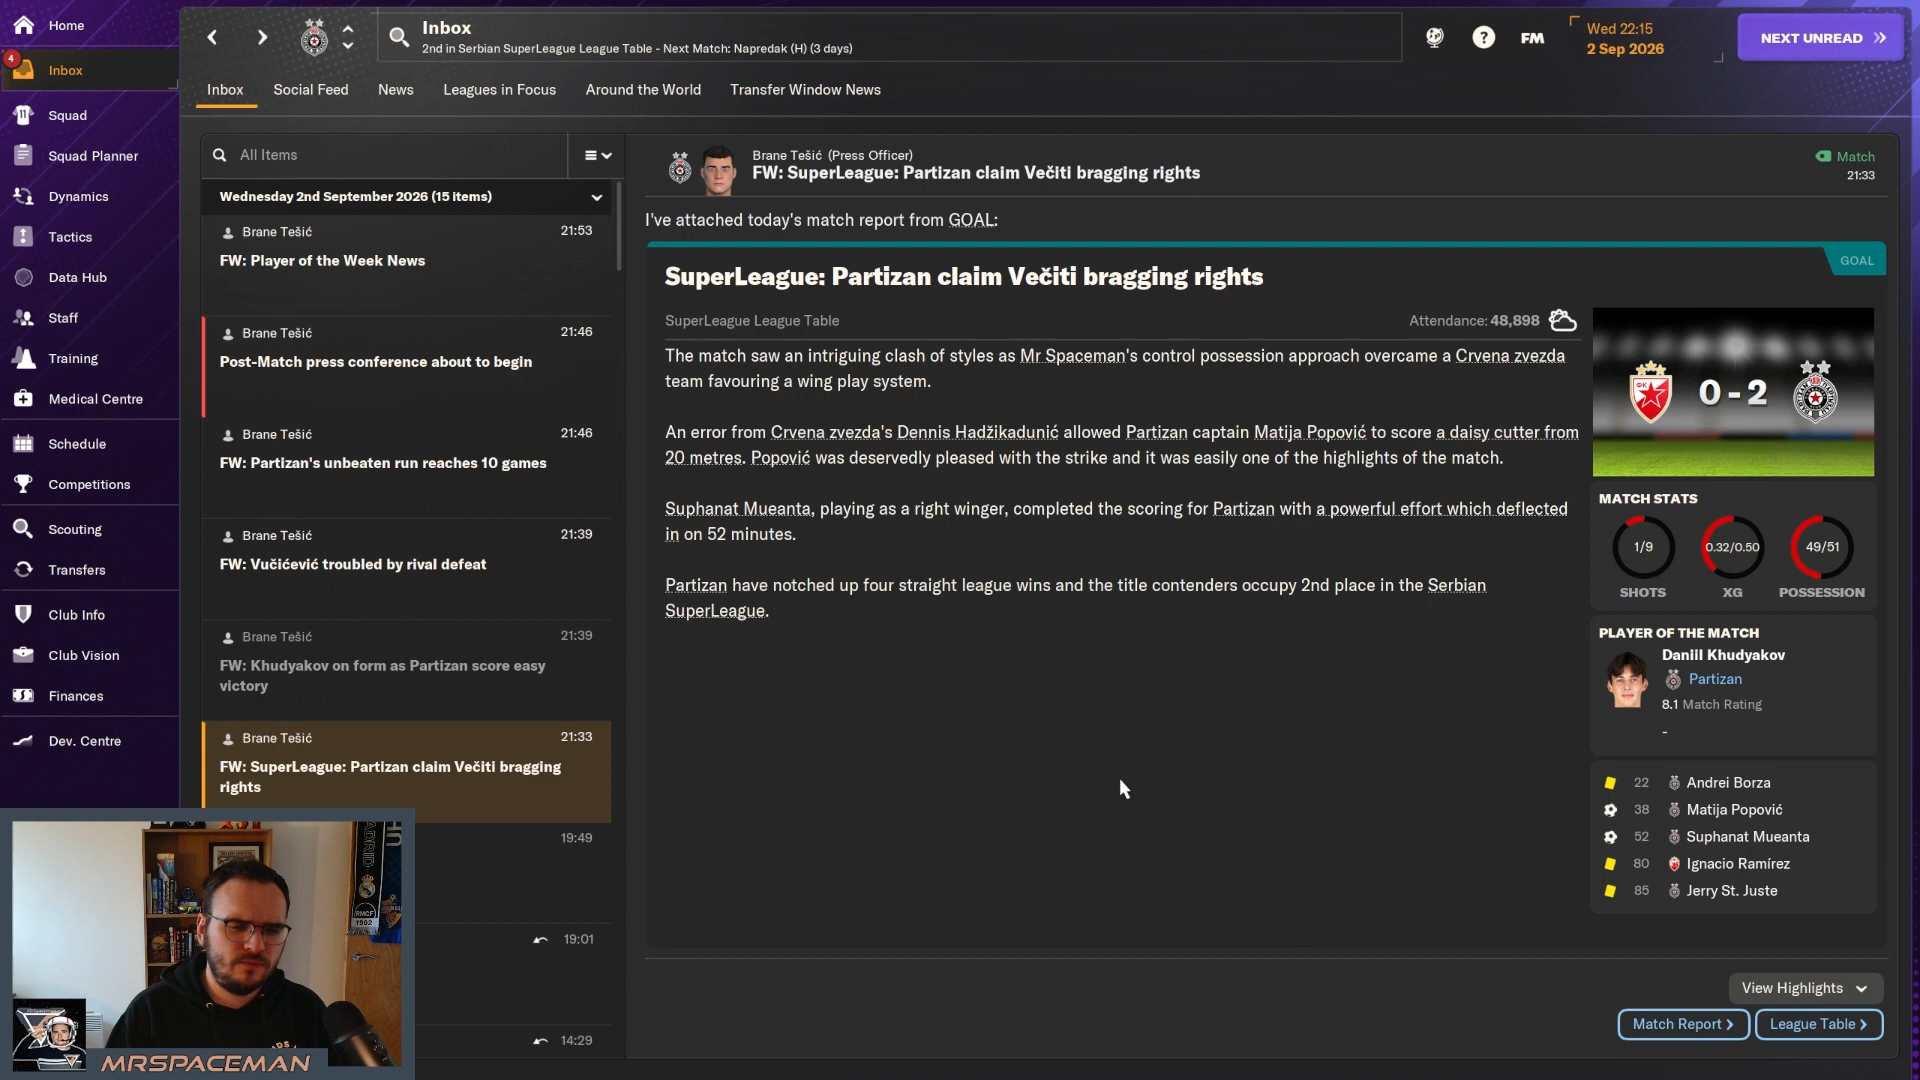 Home
4
Inbox
Squad
Squad Planner
Dynamics
Tactics
Data Hub
Staff
Training
Medical Centre
Schedule
Competitions
Scouting
Transfers
Club Info
Club Vision
Finances
Dev. Centre
Inbox
2nd in Serbian SuperLeague League Table - Next Match: Napredak (H) (3 days)
?
FM
Wed 22:15
2 Sep 2026
NEXT UNREAD
Inbox
Social Feed
News
Leagues in Focus
Around the World
Transfer Window News
All Items
Wednesday 2nd September 2026 (15 Items)
Brane Tešić 21:53
FW: Player of the Week News
Brane Tešić 21:46
Post-Match press conference about to begin
Brane Tešić 21:46
FW: Partizan's unbeaten run reaches 10 games
Brane Tešić 21:39
FW: Vučićević troubled by rival defeat
Brane Tešić 21:39
FW: Khudyakov on form as Partizan score easy
victory
Brane Tešić 21:33
FW: SuperLeague: Partizan claim Večiti bragging
rights
19:49
19:01
14:29
Brane Tešić (Press Officer)
FW: SuperLeague: Partizan claim Večiti bragging rights
Match
21:33
I've attached today's match report from GOAL:
GOAL
SuperLeague: Partizan claim Večiti bragging rights
SuperLeague League Table
Attendance: 48,898
The match saw an intriguing clash of styles as Mr Spaceman's control possession approach overcame a Crvena zvezda
team favouring a wing play system.
An error from Crvena zvezda's Dennis Hadžikadunić allowed Partizan captain Matija Popović to score a daisy cutter from
20 metres. Popović was deservedly pleased with the strike and it was easily one of the highlights of the match.
Suphanat Mueanta, playing as a right winger, completed the scoring for Partizan with a powerful effort which deflected
in on 52 minutes.
Partizan have notched up four straight league wins and the title contenders occupy 2nd place in the Serbian
SuperLeague.
0 - 2
MATCH STATS
1/9
0.32/0.50
49/51
SHOTS
XG
POSSESSION
PLAYER OF THE MATCH
Daniil Khudyakov
Partizan
8.1 Match Rating
-
22 Andrei Borza
38 Matija Popović
52 Suphanat Mueanta
80 Ignacio Ramírez
85 Jerry St. Juste
View Highlights
Match Report
League Table
RMCF
1902
MRSPACEMAN